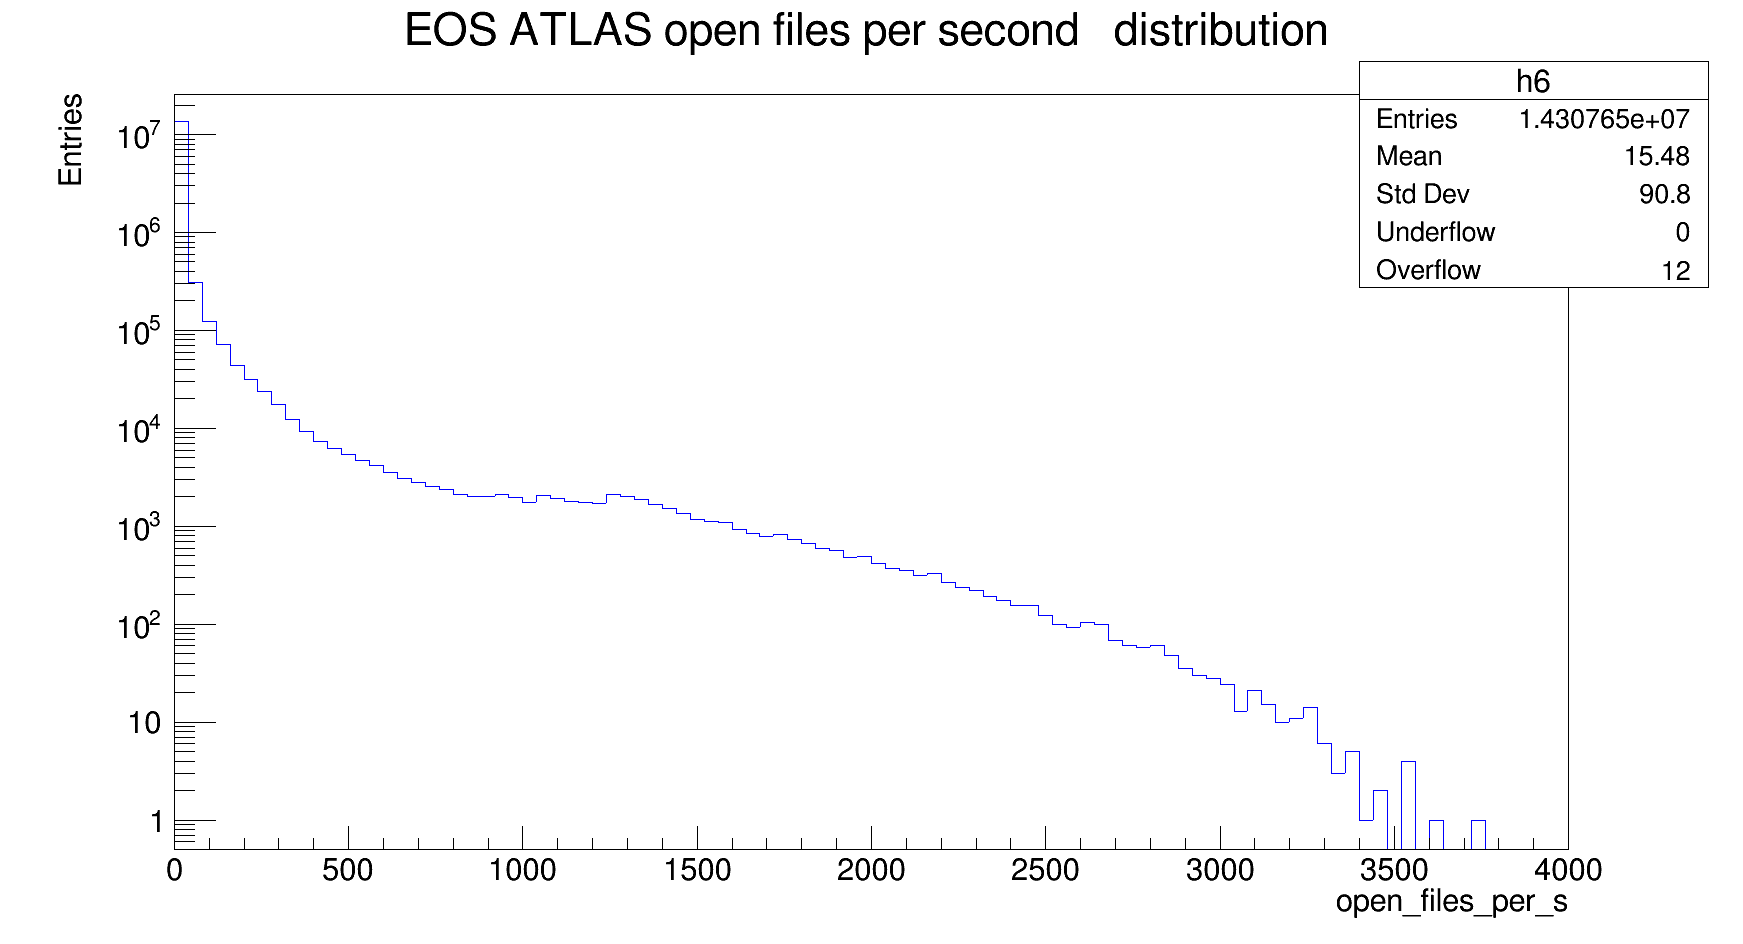 EOS ATLAS open files per second distribution
h6
Entries 1.430765e+07
Mean 15.48
Std Dev 90.8
Underflow 0
Overflow 12
Entries
10^7
10^6
10^5
10^4
10^3
10^2
10
1
0 500 1000 1500 2000 2500 3000 3500 4000
open_files_per_s